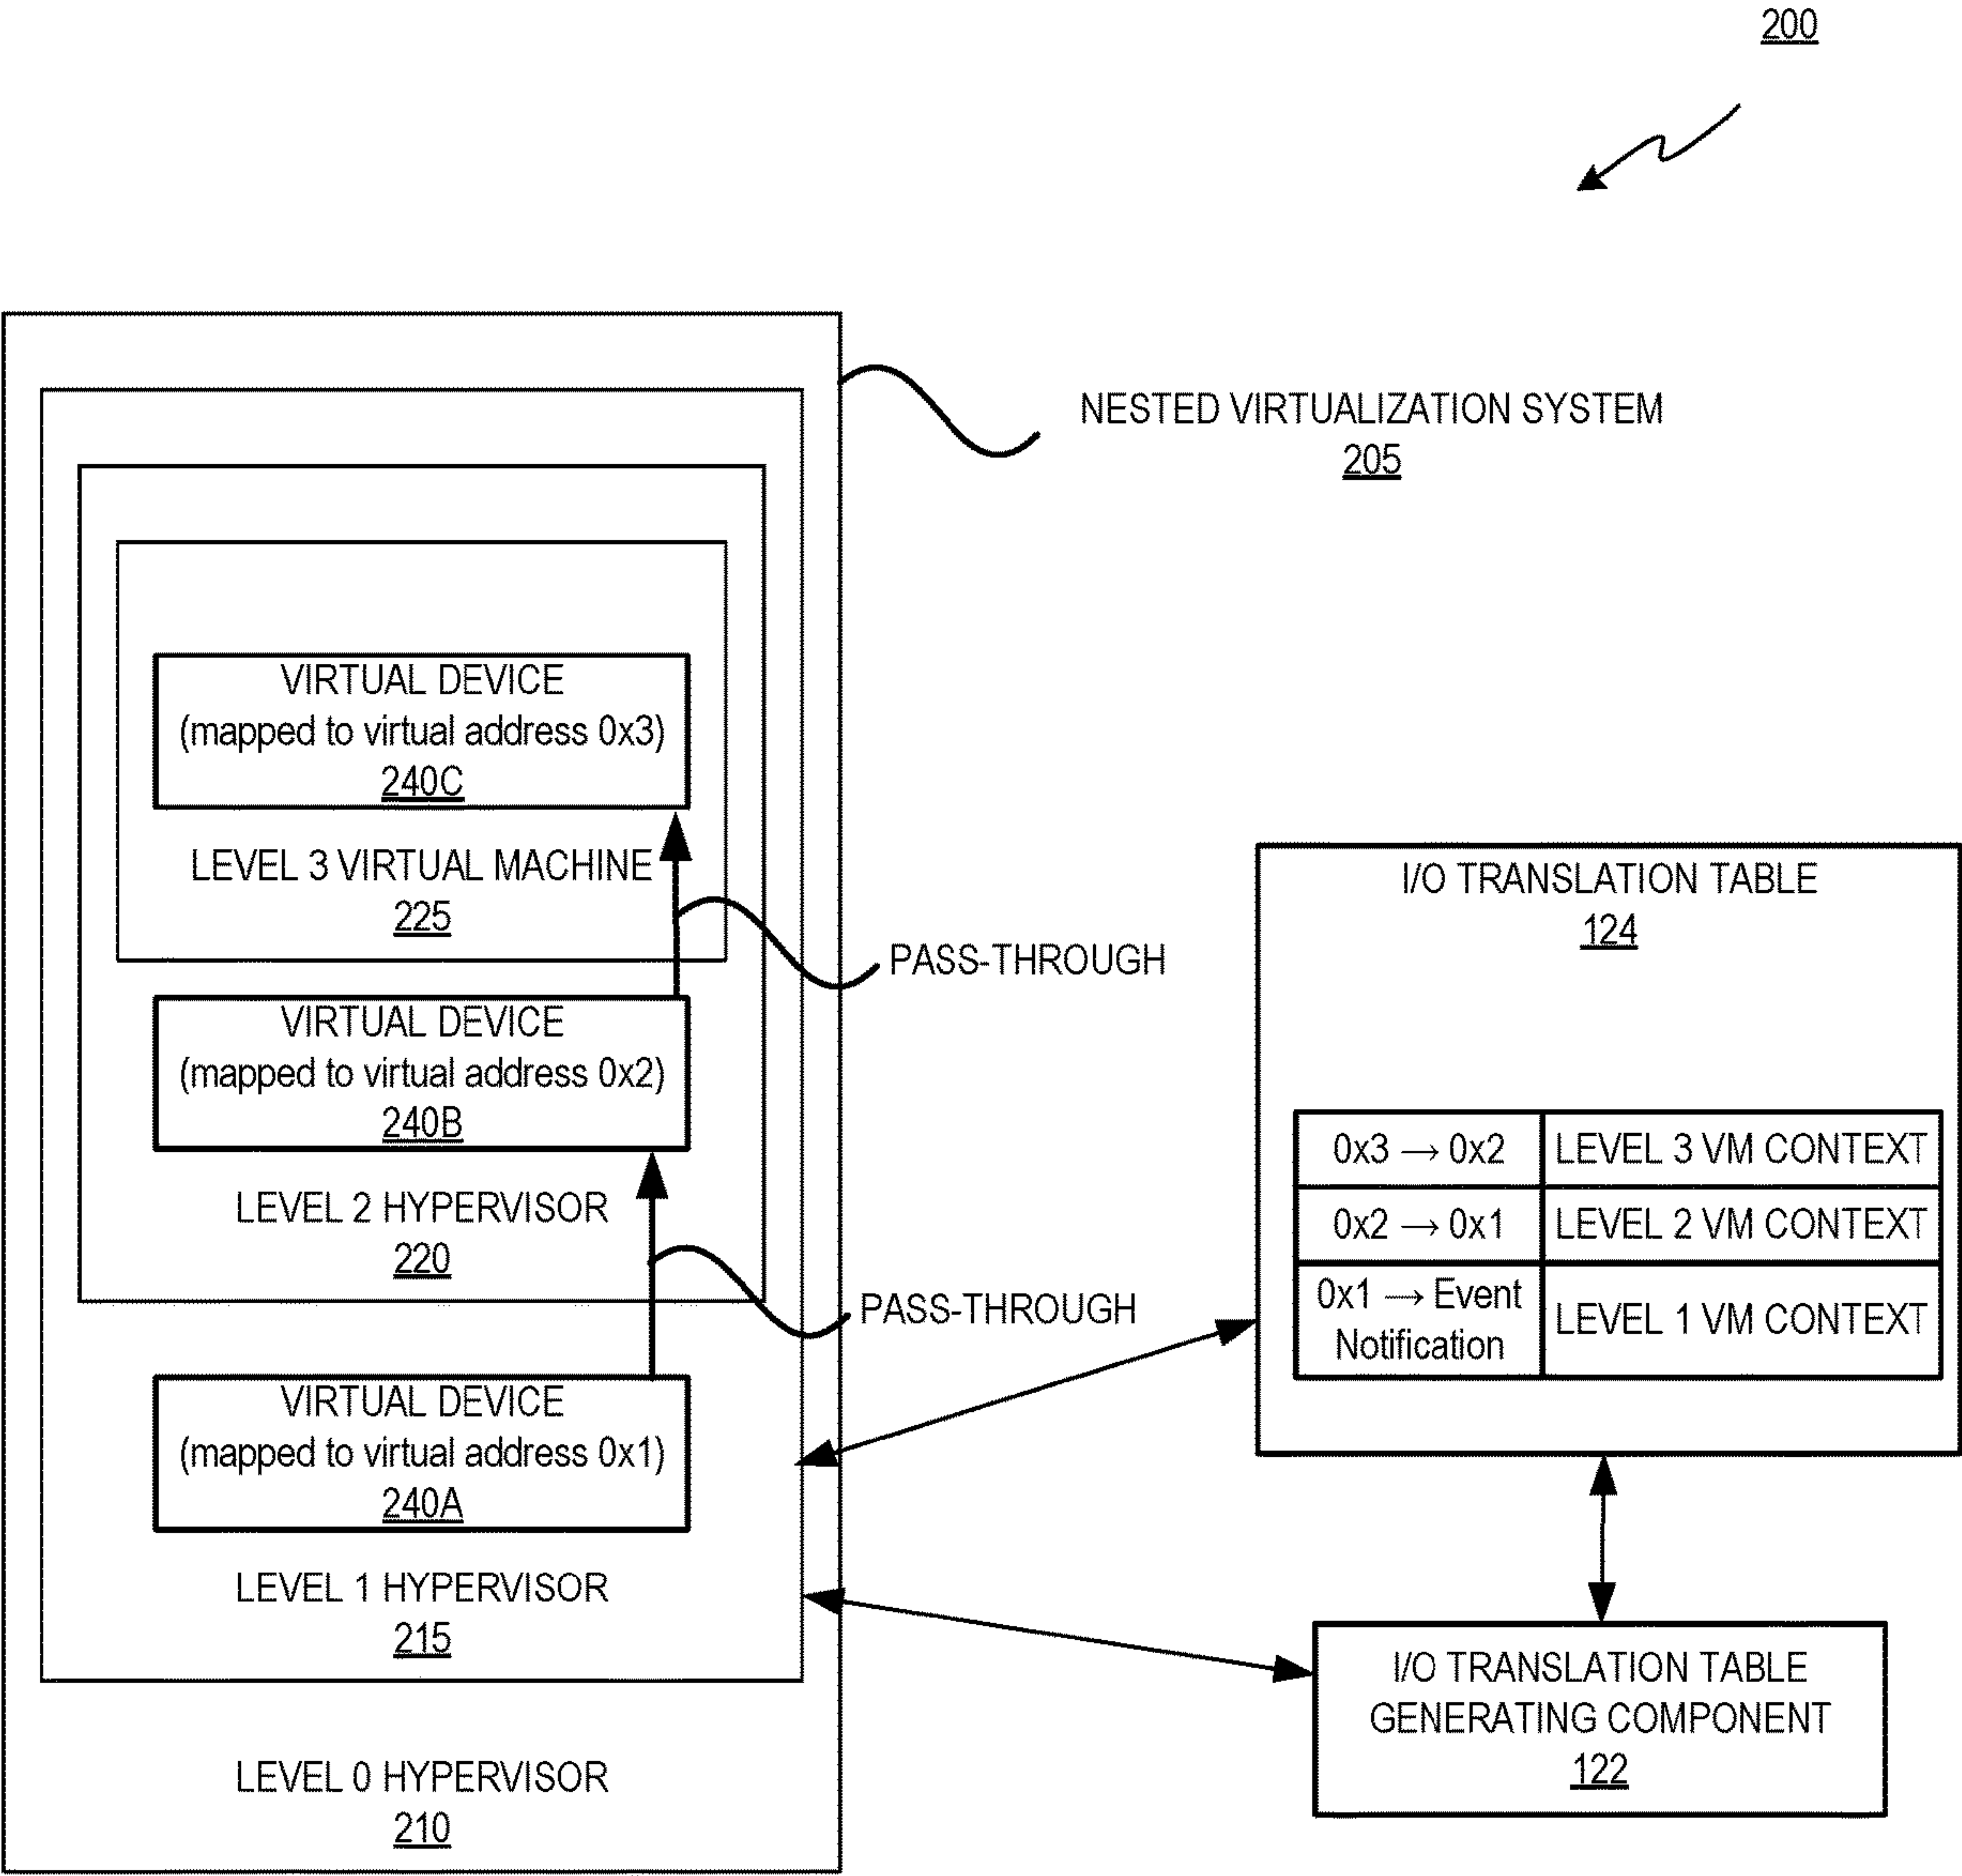 200
NESTED VIRTUALIZATION SYSTEM
205
VIRTUAL DEVICE
(mapped to virtual address 0x3)
240C
LEVEL 3 VIRTUAL MACHINE
225
PASS-THROUGH
VIRTUAL DEVICE
(mapped to virtual address 0x2)
240B
LEVEL 2 HYPERVISOR
220
PASS-THROUGH
VIRTUAL DEVICE
(mapped to virtual address 0x1)
240A
LEVEL 1 HYPERVISOR
215
LEVEL 0 HYPERVISOR
210
I/O TRANSLATION TABLE
124
0x3 → 0x2 LEVEL 3 VM CONTEXT
0x2 → 0x1 LEVEL 2 VM CONTEXT
0x1 → Event
Notification
LEVEL 1 VM CONTEXT
I/O TRANSLATION TABLE
GENERATING COMPONENT
122